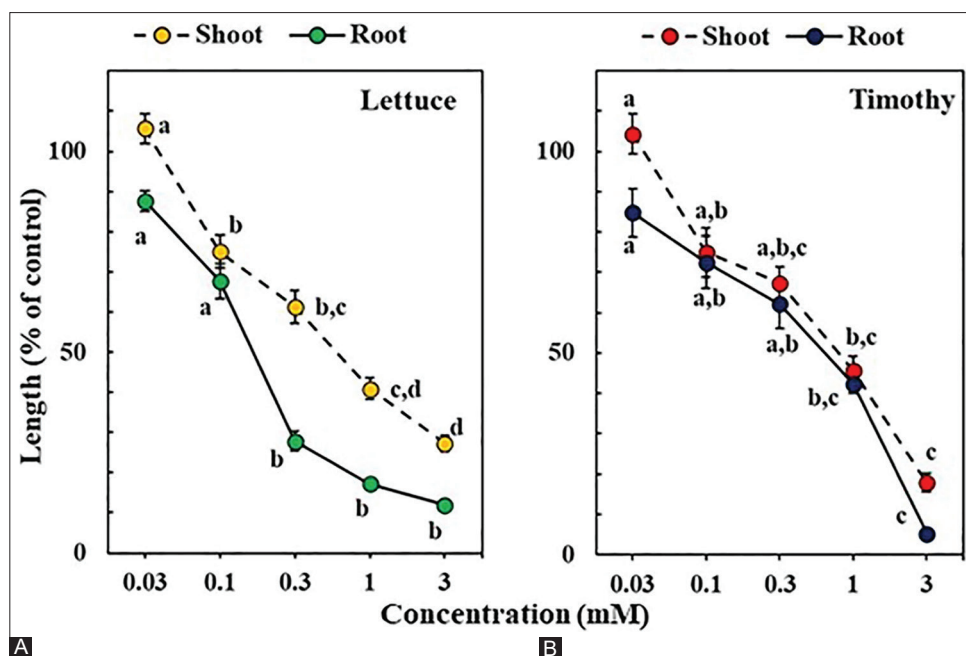 Shoot Root
Shoot Root
Lettuce
Timothy
Length (% of control)
100
50
0
a
b
b,c
c,d
d
a
a
b
b
b
0.03 0.1 0.3 1 3
100
50
0
a
a,b
a,b,c
b,c
c
a
a,b
a,b
b,c
c
0.03 0.1 0.3 1 3
Concentration (mM)
A
B